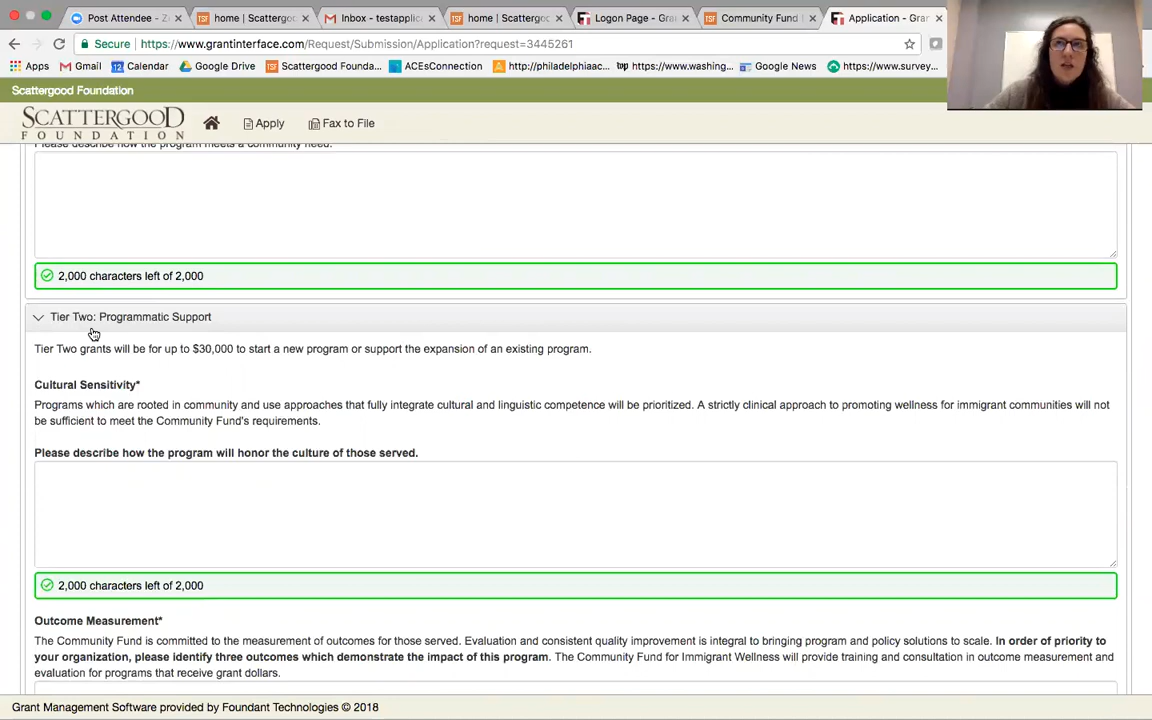 Post Attendee - Z
home | Scattergoo
Inbox - testapplic
home | Scattergoo
Logon Page - Gra
Community Fund
Application - Gra
Secure
https://www.grantinterface.com/Request/Submission/Application?request=3445261
Apps
Gmail
Calendar
Google Drive
Scattergood Founda...
ACEsConnection
http://philadelphiaac...
https://www.washing...
Google News
https://www.survey...
Scattergood Foundation
SCATTERGOOD
FOUNDATION
Apply
Fax to File
Please describe how the program meets a community need.
2,000 characters left of 2,000
Tier Two: Programmatic Support
Tier Two grants will be for up to $30,000 to start a new program or support the expansion of an existing program.
Cultural Sensitivity*
Programs which are rooted in community and use approaches that fully integrate cultural and linguistic competence will be prioritized. A strictly clinical approach to promoting wellness for immigrant communities will not
be sufficient to meet the Community Fund's requirements.
Please describe how the program will honor the culture of those served.
2,000 characters left of 2,000
Outcome Measurement*
The Community Fund is committed to the measurement of outcomes for those served. Evaluation and consistent quality improvement is integral to bringing program and policy solutions to scale. In order of priority to
your organization, please identify three outcomes which demonstrate the impact of this program. The Community Fund for Immigrant Wellness will provide training and consultation in outcome measurement and
evaluation for programs that receive grant dollars.
Grant Management Software provided by Foundant Technologies © 2018